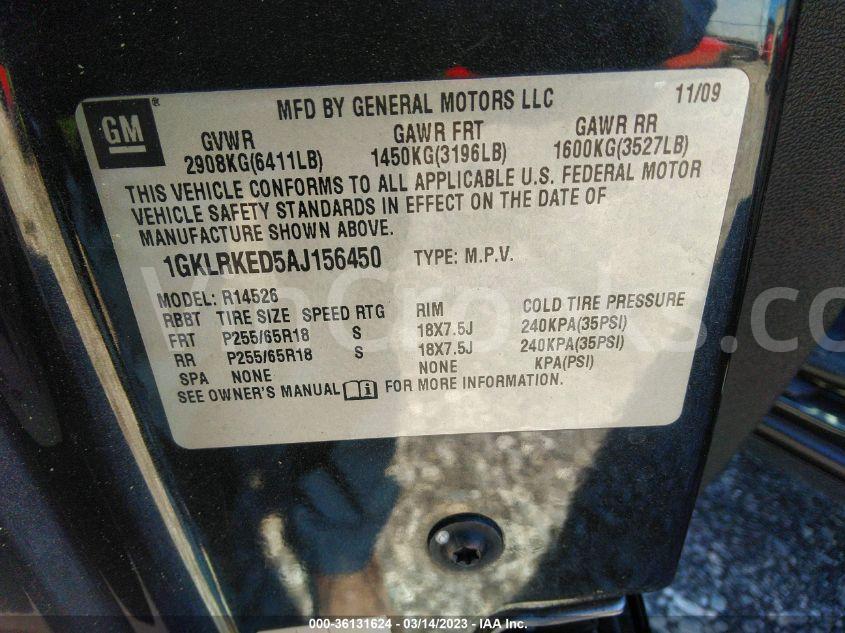 MFD BY GENERAL MOTORS LLC 11/09
GM ®
GVWR GAWR FRT GAWR RR
2908KG(6411LB) 1450KG(3196LB) 1600KG(3527LB)
THIS VEHICLE CONFORMS TO ALL APPLICABLE U.S. FEDERAL MOTOR
VEHICLE SAFETY STANDARDS IN EFFECT ON THE DATE OF
MANUFACTURE SHOWN ABOVE.
1GKLRKED5AJ156450 TYPE: M.P.V.
MODEL: R14526
RBBT TIRE SIZE SPEED RTG RIM COLD TIRE PRESSURE
FRT P255/65R18 S 18X7.5J 240KPA(35PSI)
RR P255/65R18 S 18X7.5J 240KPA(35PSI)
SPA NONE NONE KPA(PSI)
SEE OWNER'S MANUAL FOR MORE INFORMATION.
000-36131624 / 03/14/2023 - IAA Inc.